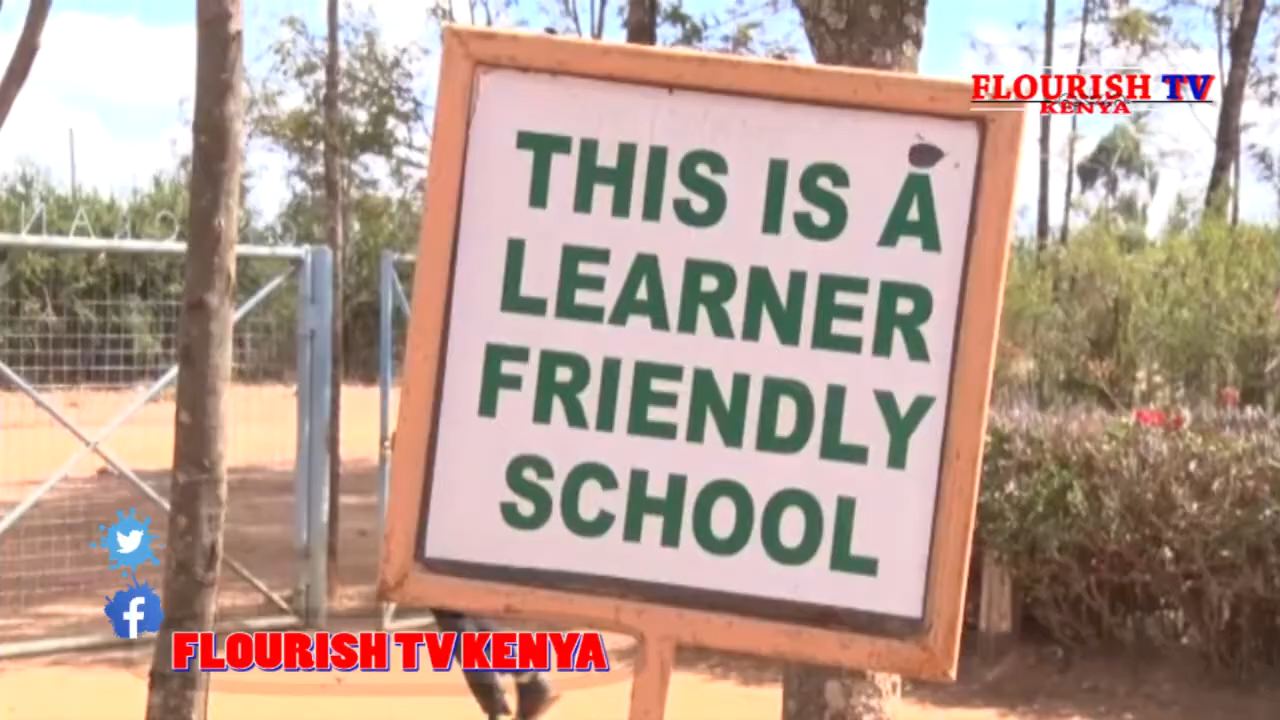 FLOURISH TV
KENYA
THIS IS A
LEARNER
FRIENDLY
SCHOOL
FLOURISH TV KENYA